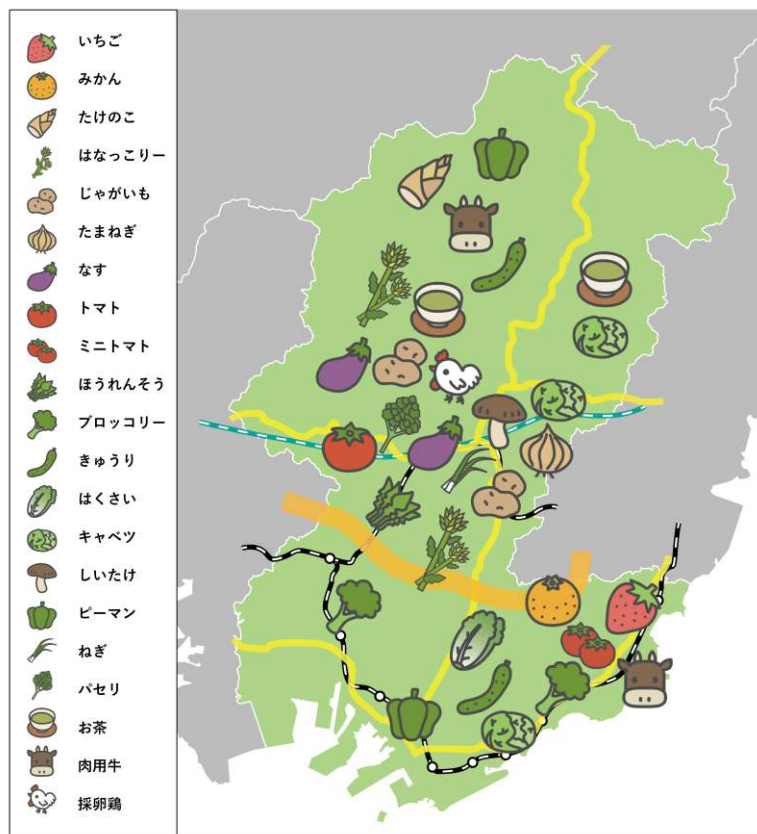 いちご
みかん
たけのこ
はなっこりー
じゃがいも
たまねぎ
なす
トマト
ミニトマト
ほうれんそう
ブロッコリー
きゅうり
はくさい
キャベツ
しいたけ
ピーマン
ねぎ
パセリ
お茶
肉用牛
採卵鶏